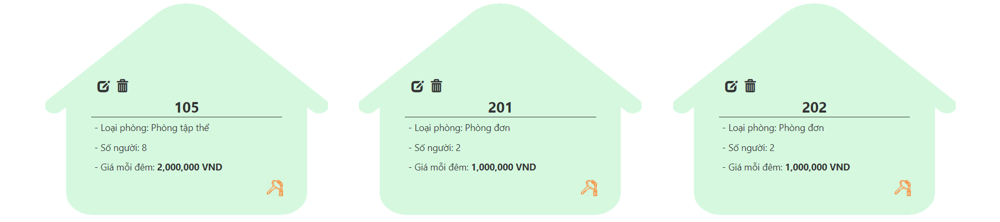 105
- Loại phòng: Phòng tập thể
- Số người: 8
- Giá mỗi đêm: 2,000,000 VND
201
- Loại phòng: Phòng đơn
- Số người: 2
- Giá mỗi đêm: 1,000,000 VND
202
- Loại phòng: Phòng đơn
- Số người: 2
- Giá mỗi đêm: 1,000,000 VND